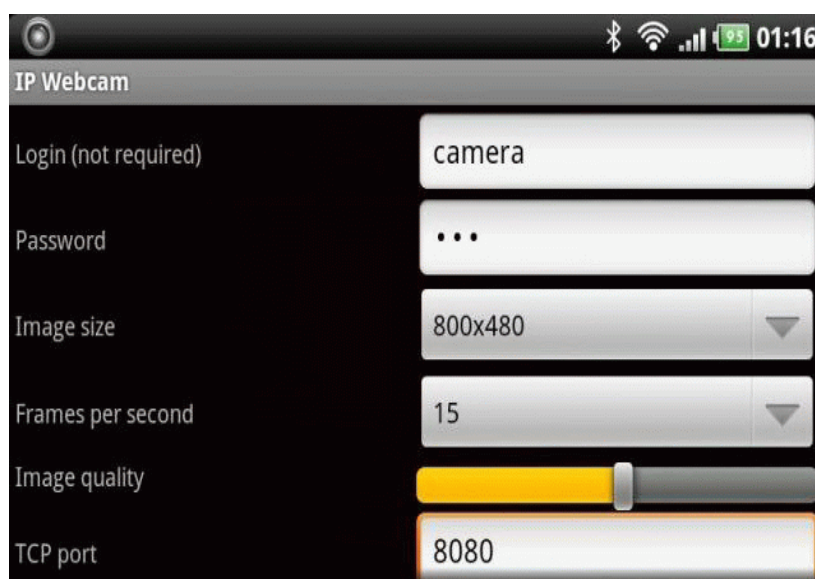 95 01:16
IP Webcam
Login (not required) camera
Password •••
Image size 800x480
Frames per second 15
Image quality
TCP port 8080